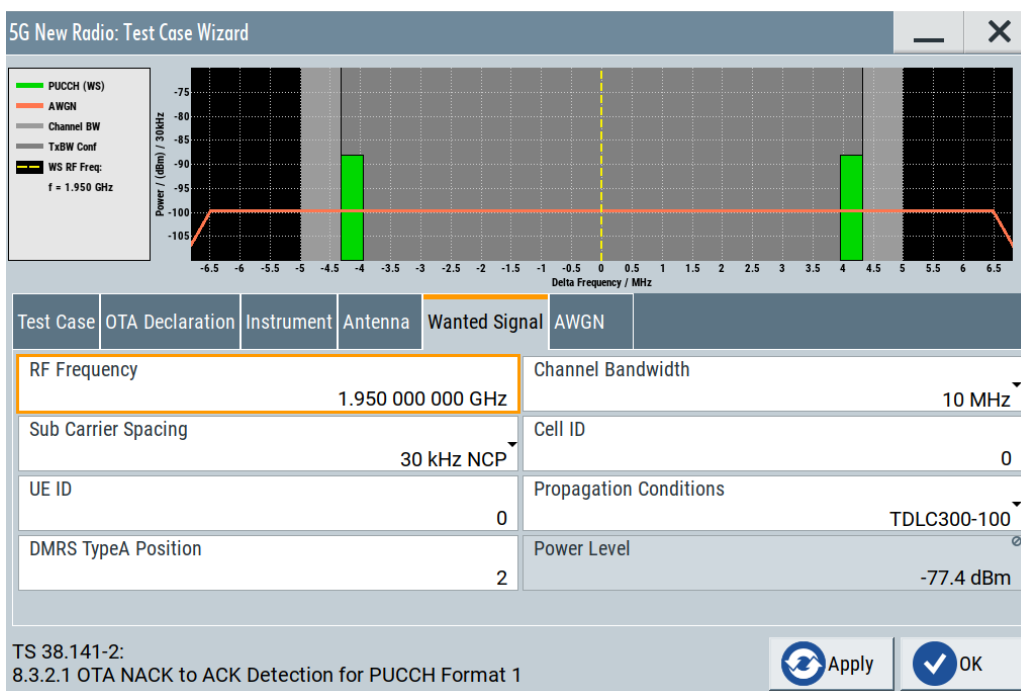 5G New Radio: Test Case Wizard
PUCCH (WS)
AWGN
Channel BW
TxBW Conf
WS RF Freq:
f = 1.950 GHz
Power / (dBm) / 30kHz
-75
-80
-85
-90
-95
-100
-105
-6.5 -6 -5.5 -5 -4.5 -4 -3.5 -3 -2.5 -2 -1.5 -1 -0.5 0 0.5 1 1.5 2 2.5 3 3.5 4 4.5 5 5.5 6 6.5
Delta Frequency / MHz
Test Case OTA Declaration Instrument Antenna Wanted Signal AWGN
RF Frequency
1.950 000 000 GHz
Channel Bandwidth
10 MHz
Sub Carrier Spacing
30 kHz NCP
Cell ID
0
UE ID
0
Propagation Conditions
TDLC300-100
DMRS TypeA Position
2
Power Level
-77.4 dBm
TS 38.141-2:
8.3.2.1 OTA NACK to ACK Detection for PUCCH Format 1
Apply
OK